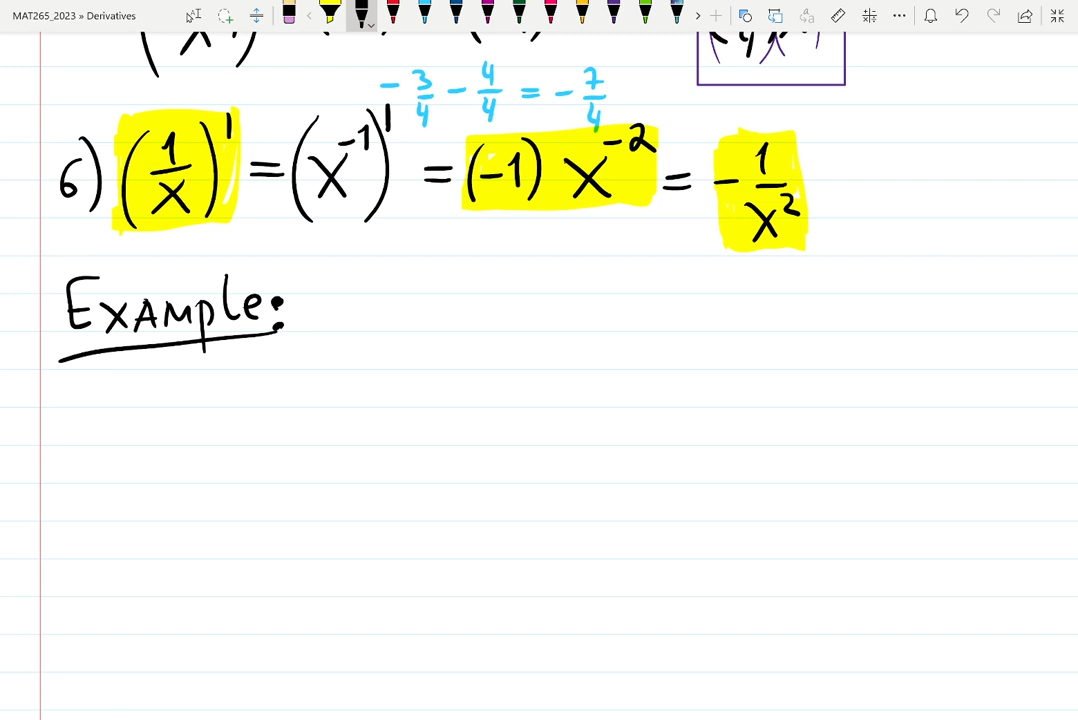 MAT265_2023 » Derivatives
- 3/4 - 4/4 = - 7/4
6) (1/x)' = (x^-1)' = (-1) x^-2 = - 1/x^2
Example: